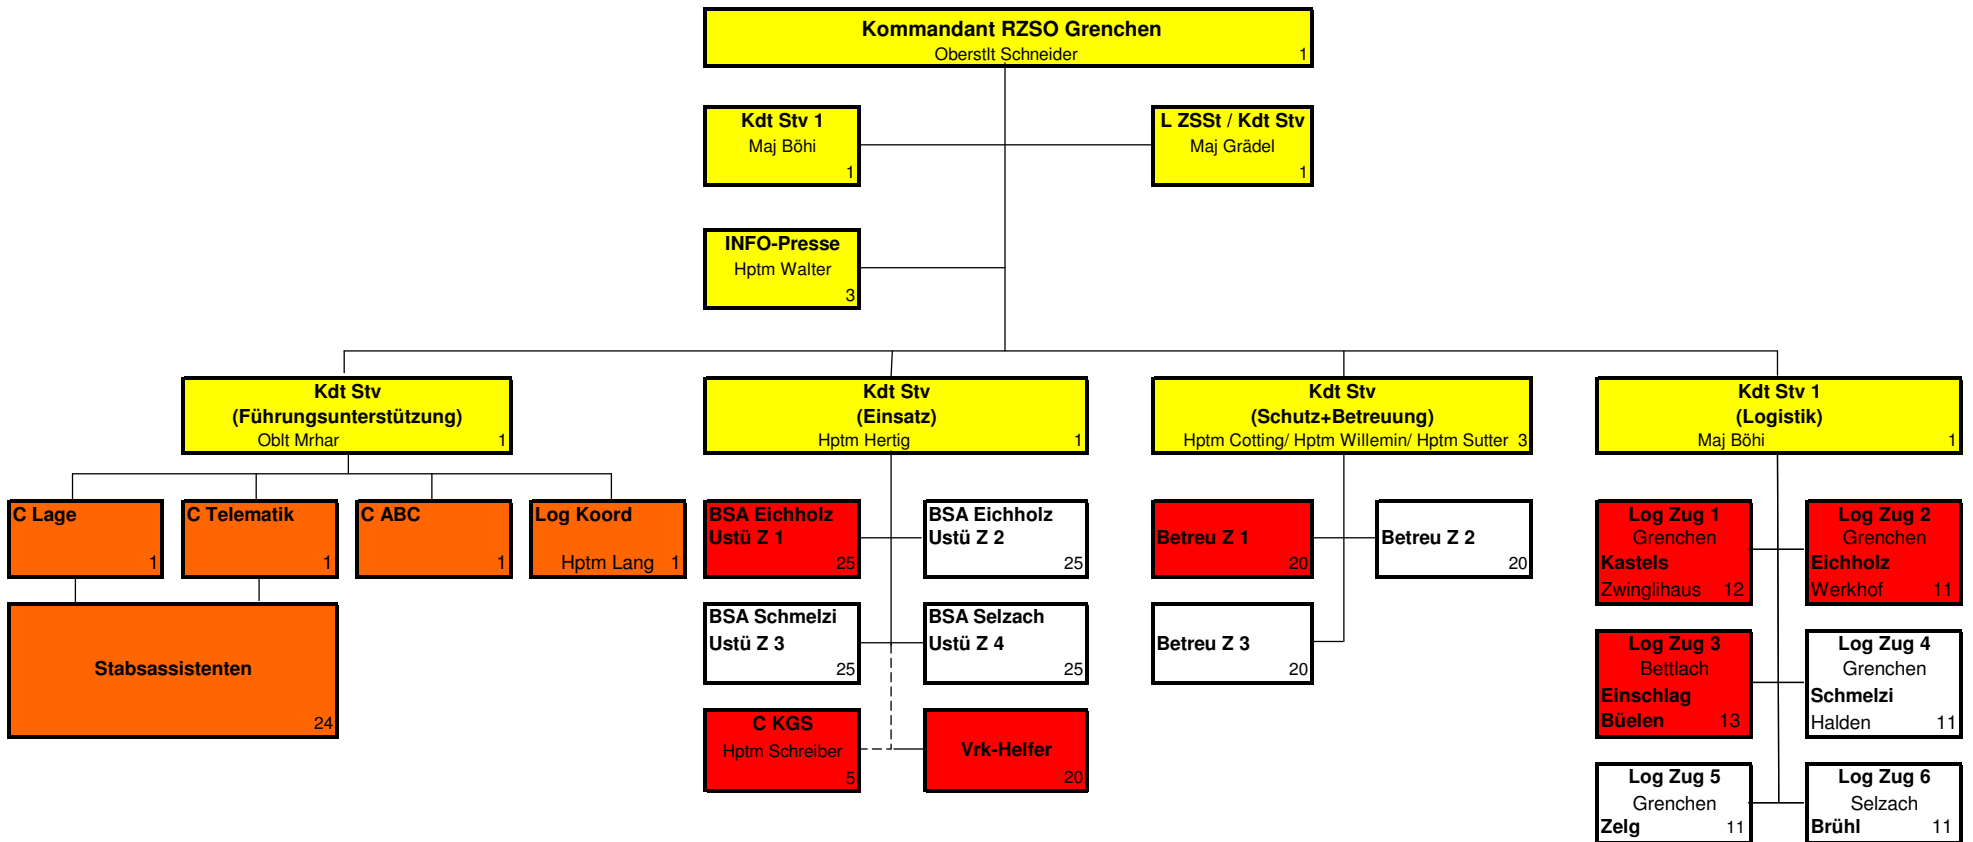 Kommandant RZSO Grenchen
Oberstlt Schneider 1
Kdt Stv 1
Maj Böhi
1
L ZSSt / Kdt Stv
Maj Grädel
1
INFO-Presse
Hptm Walter
3
Kdt Stv
(Führungsunterstützung)
Oblt Mrhar 1
Kdt Stv
(Einsatz)
Hptm Hertig 1
Kdt Stv
(Schutz+Betreuung)
Hptm Cotting/ Hptm Willemin/ Hptm Sutter 3
Kdt Stv 1
(Logistik)
Maj Böhi 1
C Lage
1
C Telematik
1
C ABC
1
Log Koord
Hptm Lang 1
Stabsassistenten
24
BSA Eichholz
Ustü Z 1
25
BSA Eichholz
Ustü Z 2
25
BSA Schmelzi
Ustü Z 3
25
BSA Selzach
Ustü Z 4
25
C KGS
Hptm Schreiber
5
Vrk-Helfer
20
Betreu Z 1
20
Betreu Z 2
20
Betreu Z 3
20
Log Zug 1
Grenchen
Kastels
Zwinglihaus 12
Log Zug 2
Grenchen
Eichholz
Werkhof 11
Log Zug 3
Bettlach
Einschlag
Büelen 13
Log Zug 4
Grenchen
Schmelzi
Halden 11
Log Zug 5
Grenchen
Zelg 11
Log Zug 6
Selzach
Brühl 11